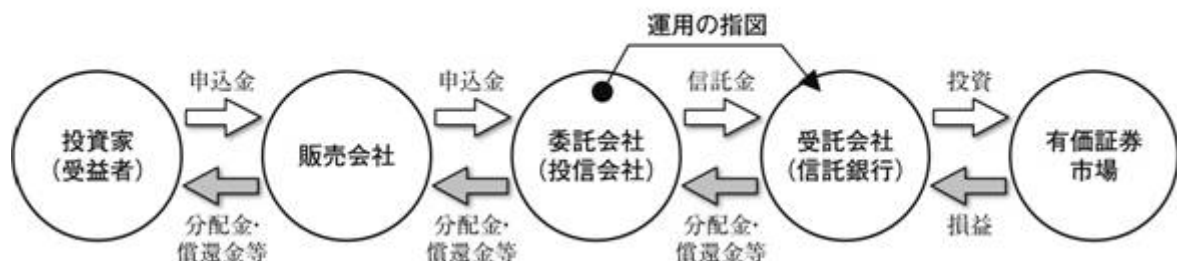 運用の指図
申込金
申込金
信託金
投資
投資家
(受益者)
販売会社
委託会社
(投信会社)
受託会社
(信託銀行)
有価証券
市場
分配金・
償還金等
分配金・
償還金等
分配金・
償還金等
損益